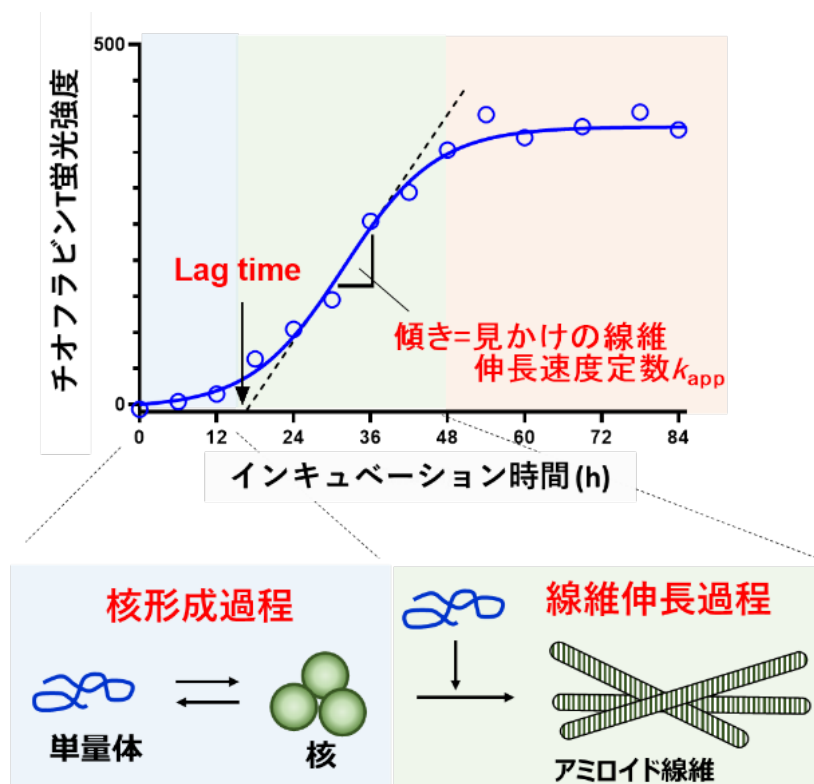 500
チオフラビンT蛍光強度
Lag time
傾き=見かけの線維
伸長速度定数kapp
0
0 12 24 36 48 60 72 84
インキュベーション時間(h)
核形成過程
単量体
核
線維伸長過程
アミロイド線維